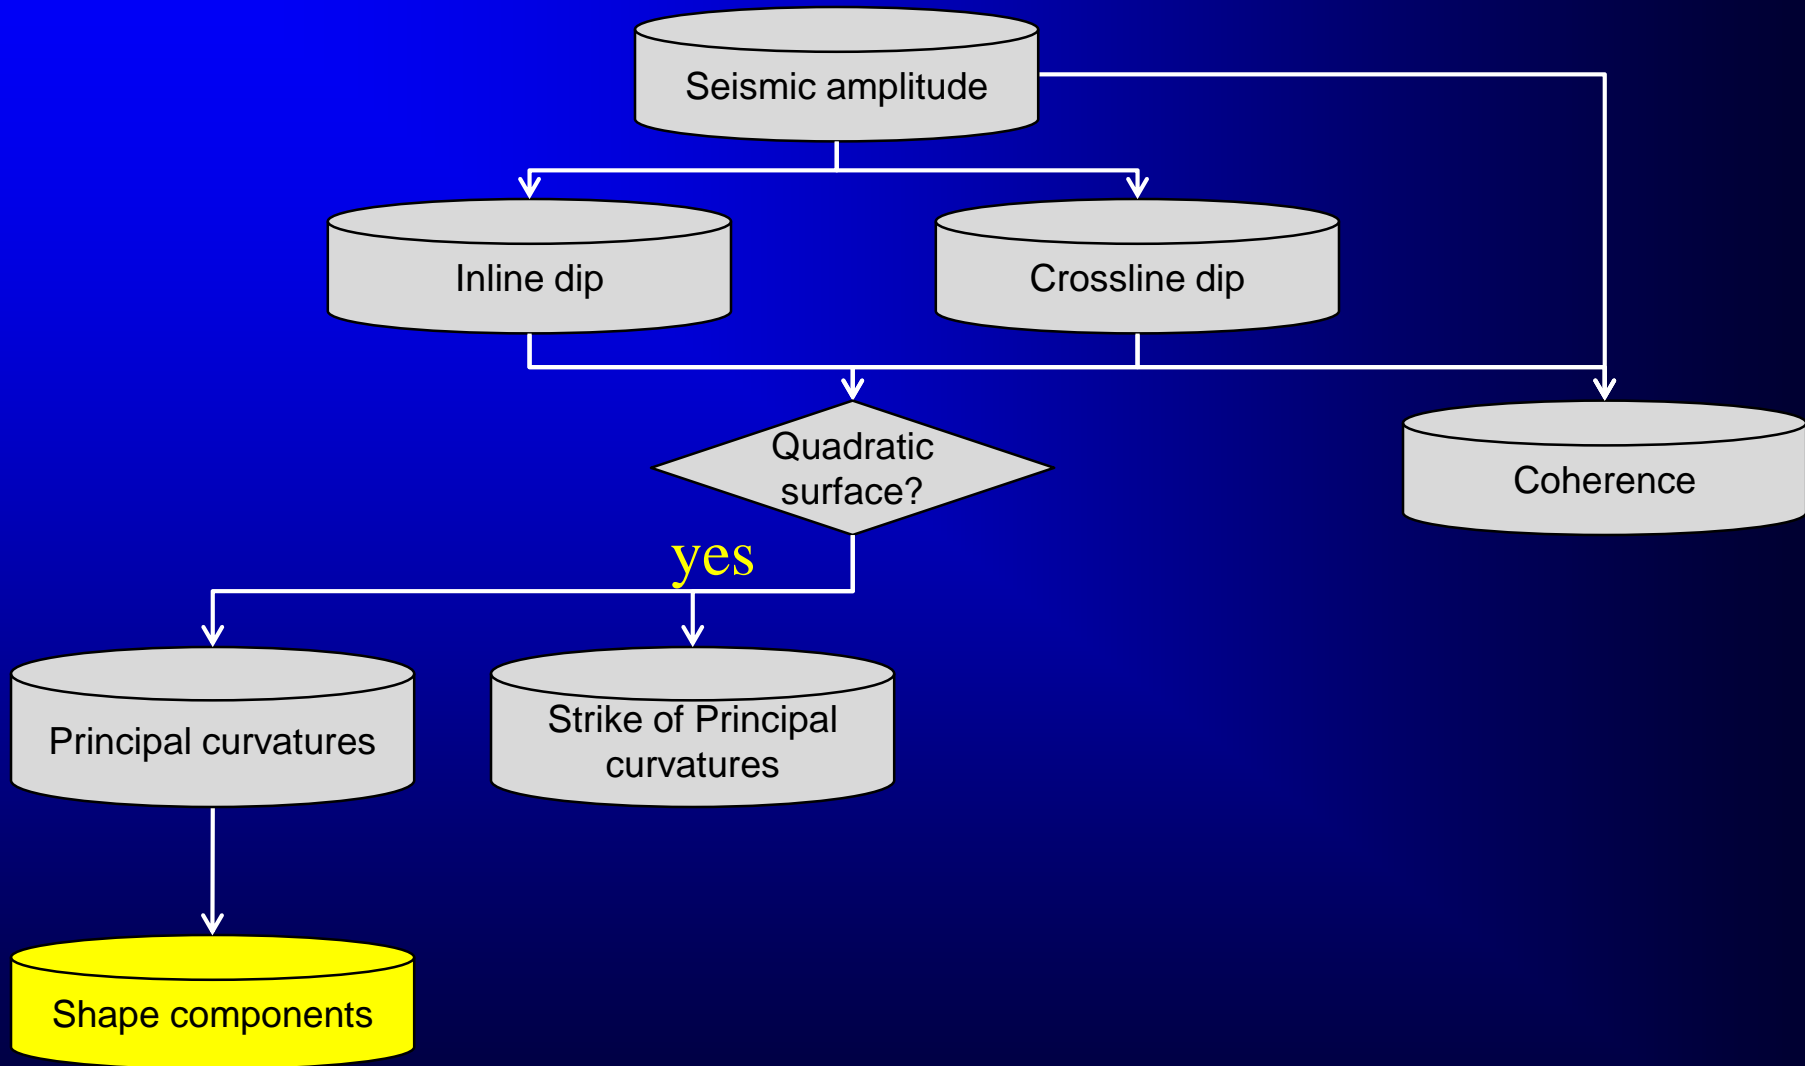 Seismic amplitude
Inline dip
Crossline dip
Quadratic
surface?
Coherence
yes
Principal curvatures
Strike of Principal
curvatures
Shape components